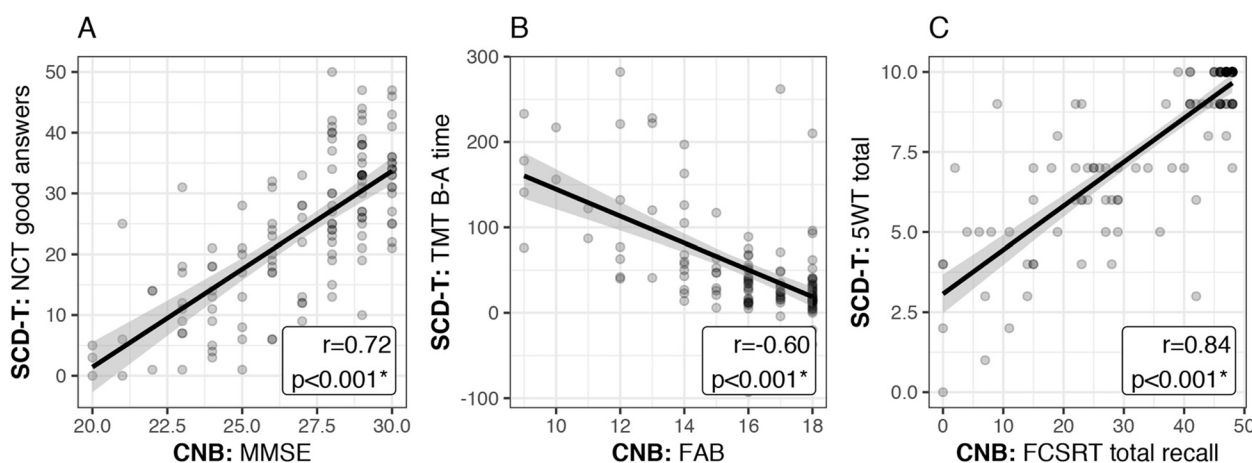 A
SCD-T: NCT good answers
50
40
30
20
10
0
r=0.72
p<0.001*
20.0 22.5 25.0 27.5 30.0
CNB: MMSE
B
SCD-T: TMT B-A time
300
200
100
0
-100
r=-0.60
p<0.001*
10 12 14 16 18
CNB: FAB
C
SCD-T: 5WT total
10.0
7.5
5.0
2.5
0.0
r=0.84
p<0.001*
0 10 20 30 40 50
CNB: FCSRT total recall